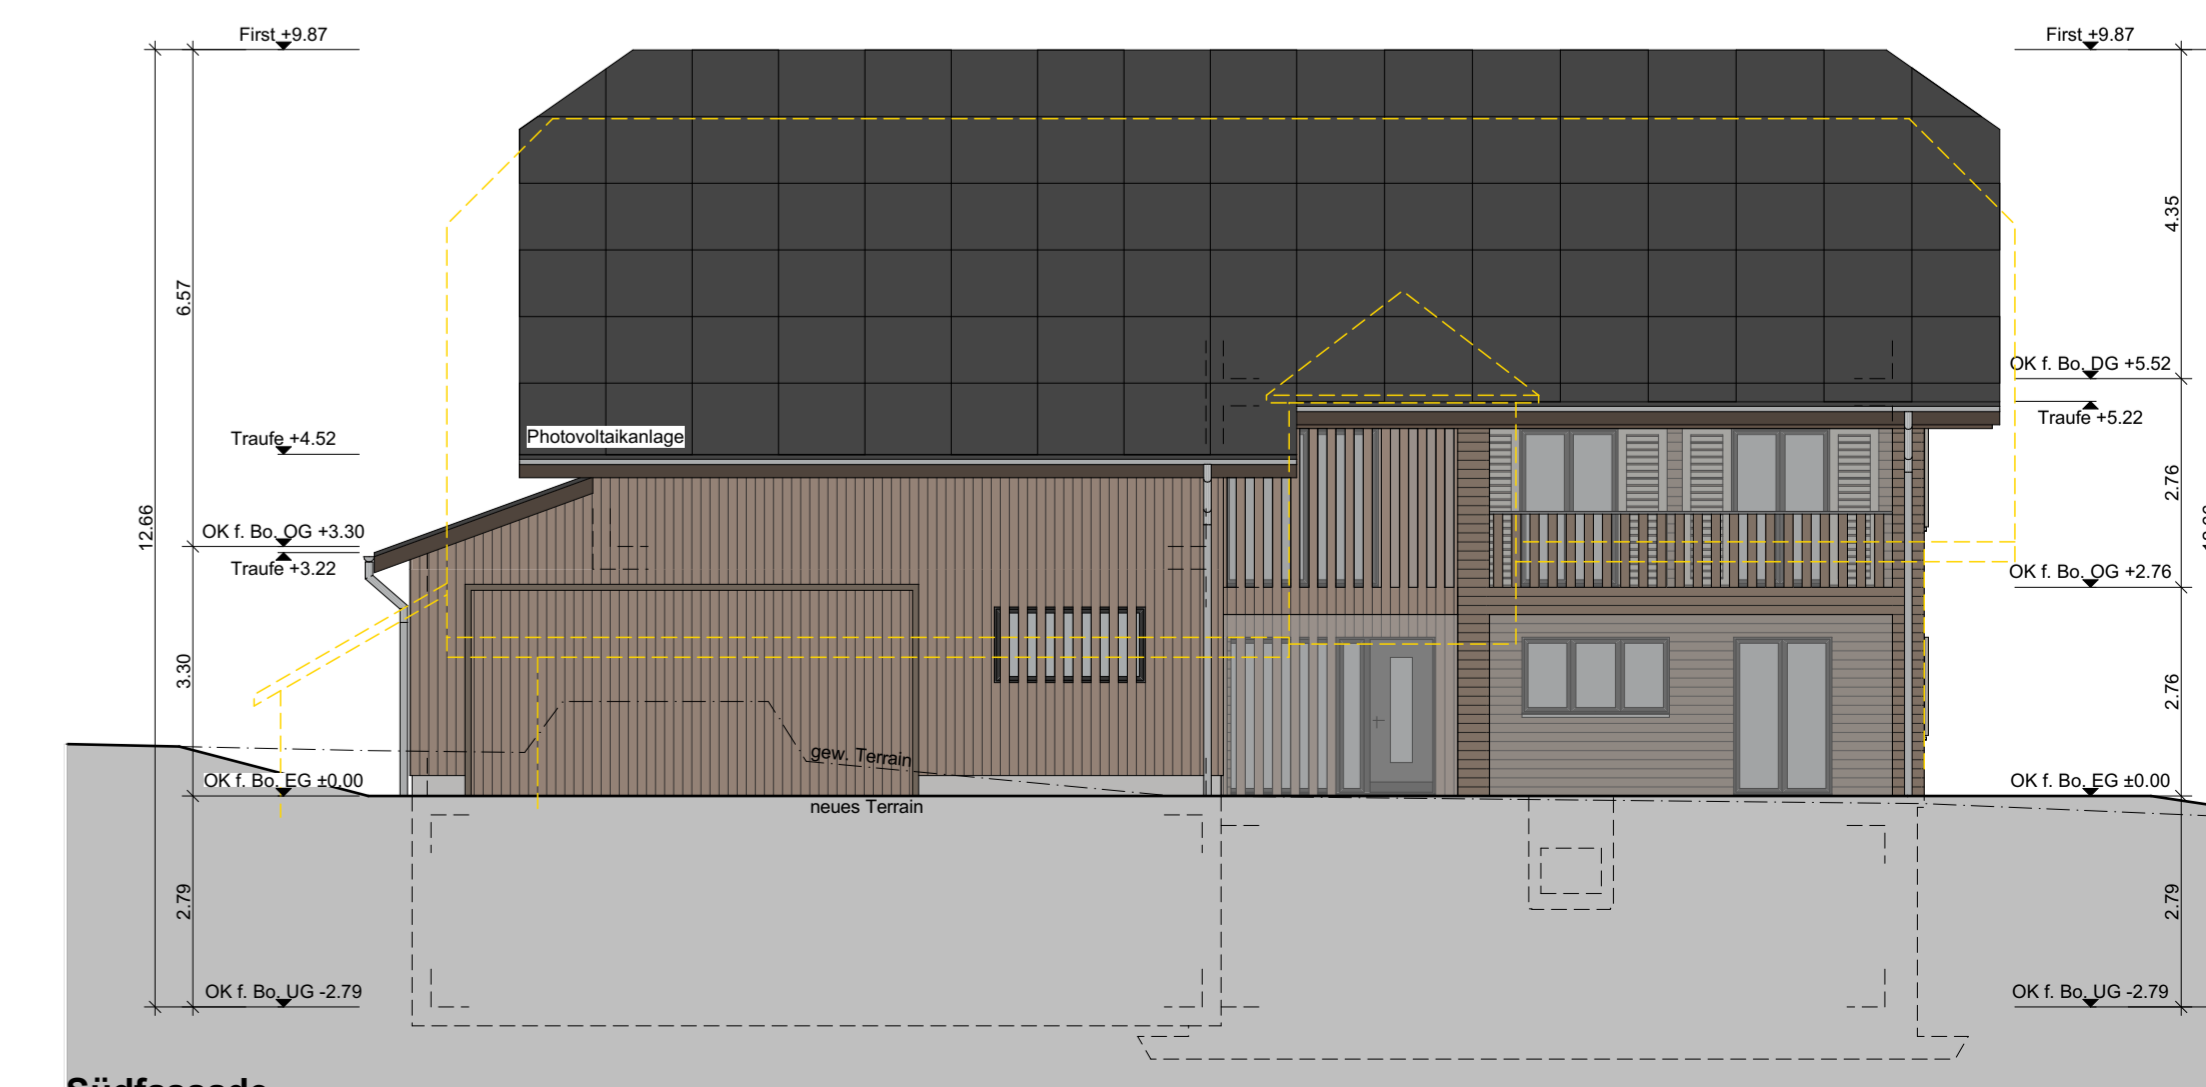 First +9.87
First +9.87
6.57
4.35
OK f. Bo. DG +5.52
Traufe +5.22
Photovoltaikanlage
Traufe +4.52
2.76
12.66
OK f. Bo. OG +3.30
Traufe +3.22
OK f. Bo. OG +2.76
3.30
2.76
gew. Terrain
OK f. Bo. EG ±0.00
OK f. Bo. EG ±0.00
neues Terrain
2.79
2.79
OK f. Bo. UG -2.79
OK f. Bo. UG -2.79
Südfassade